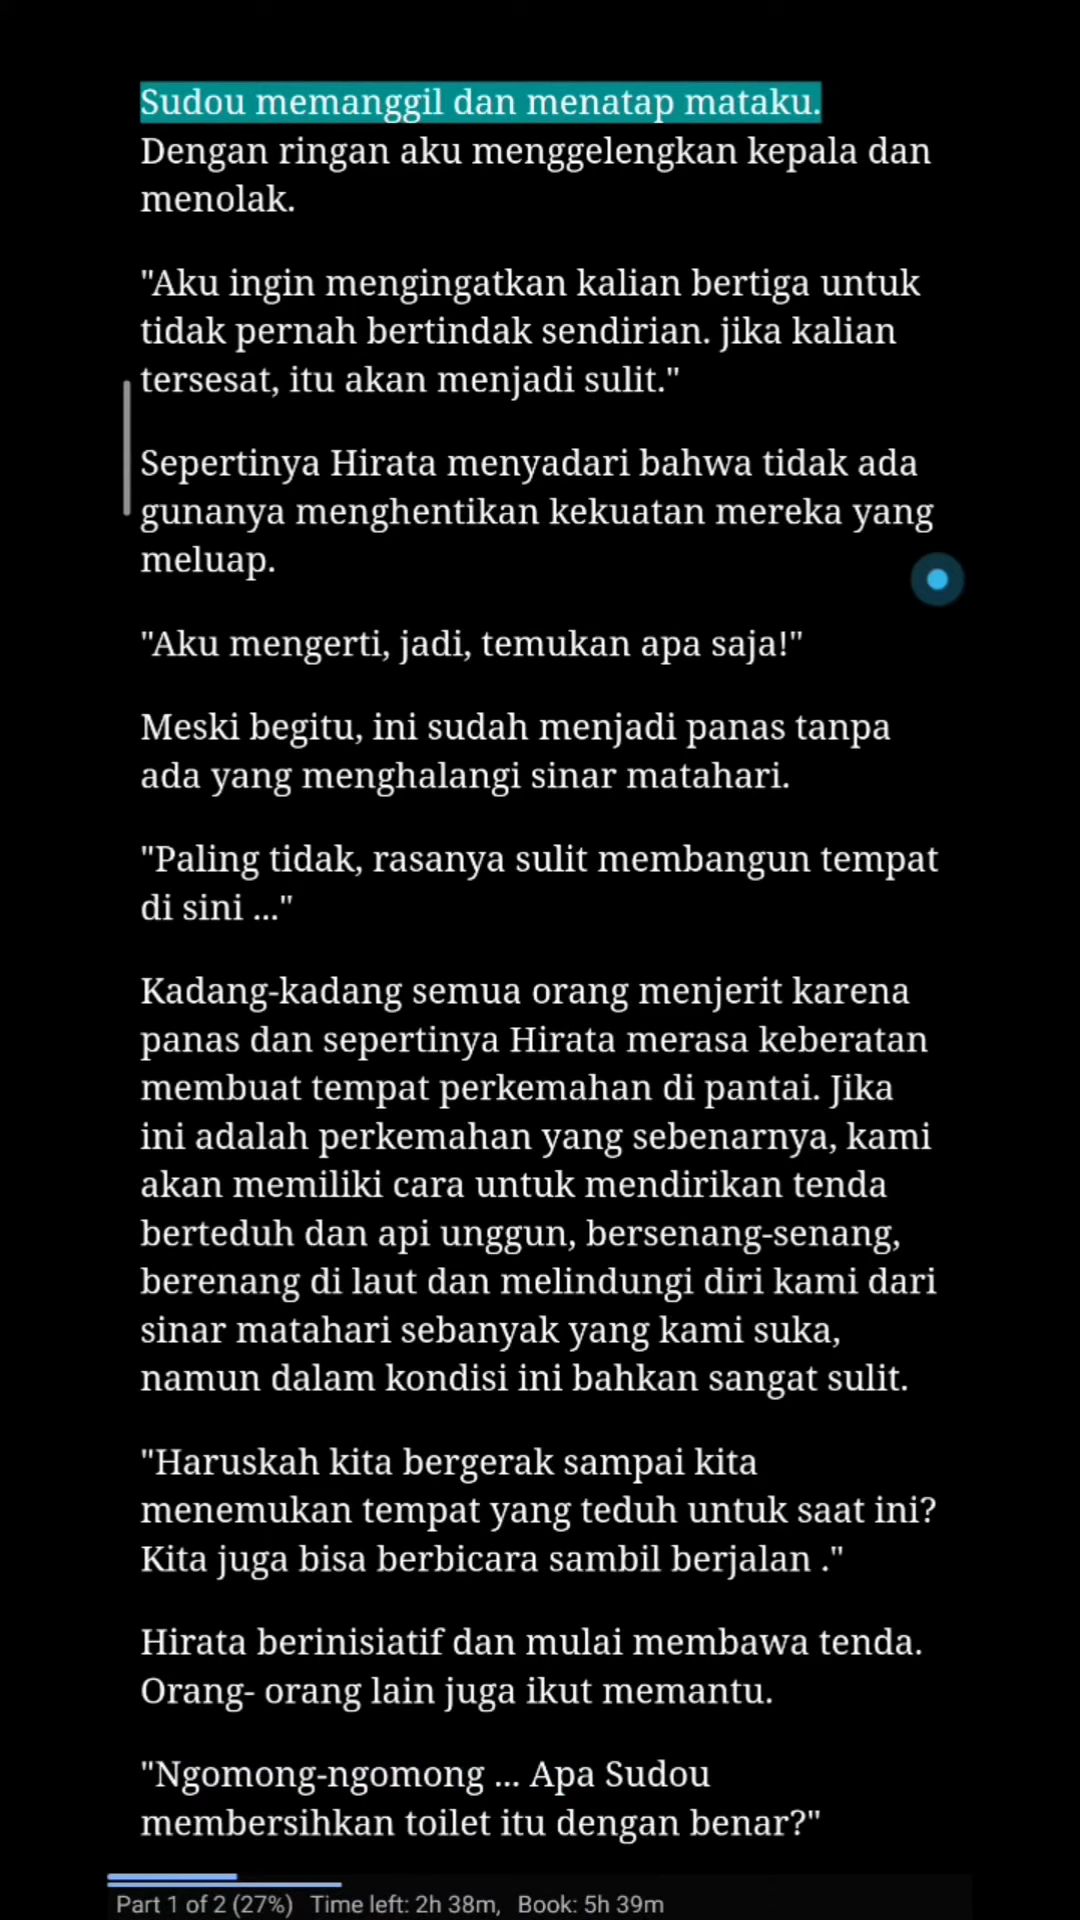 Sudou memanggil dan menatap mataku.
Dengan ringan aku menggelengkan kepala dan
menolak.
"Aku ingin mengingatkan kalian bertiga untuk
tidak pernah bertindak sendirian. jika kalian
tersesat, itu akan menjadi sulit."
Sepertinya Hirata menyadari bahwa tidak ada
gunanya menghentikan kekuatan mereka yang
meluap.
"Aku mengerti, jadi, temukan apa saja!"
Meski begitu, ini sudah menjadi panas tanpa
ada yang menghalangi sinar matahari.
"Paling tidak, rasanya sulit membangun tempat
di sini ..."
Kadang-kadang semua orang menjerit karena
panas dan sepertinya Hirata merasa keberatan
membuat tempat perkemahan di pantai. Jika
ini adalah perkemahan yang sebenarnya, kami
akan memiliki cara untuk mendirikan tenda
berteduh dan api unggun, bersenang-senang,
berenang di laut dan melindungi diri kami dari
sinar matahari sebanyak yang kami suka,
namun dalam kondisi ini bahkan sangat sulit.
"Haruskah kita bergerak sampai kita
menemukan tempat yang teduh untuk saat ini?
Kita juga bisa berbicara sambil berjalan ."
Hirata berinisiatif dan mulai membawa tenda.
Orang- orang lain juga ikut memantu.
"Ngomong-ngomong ... Apa Sudou
membersihkan toilet itu dengan benar?"
Part 1 of 2 (27%) Time left: 2h 38m, Book: 5h 39m